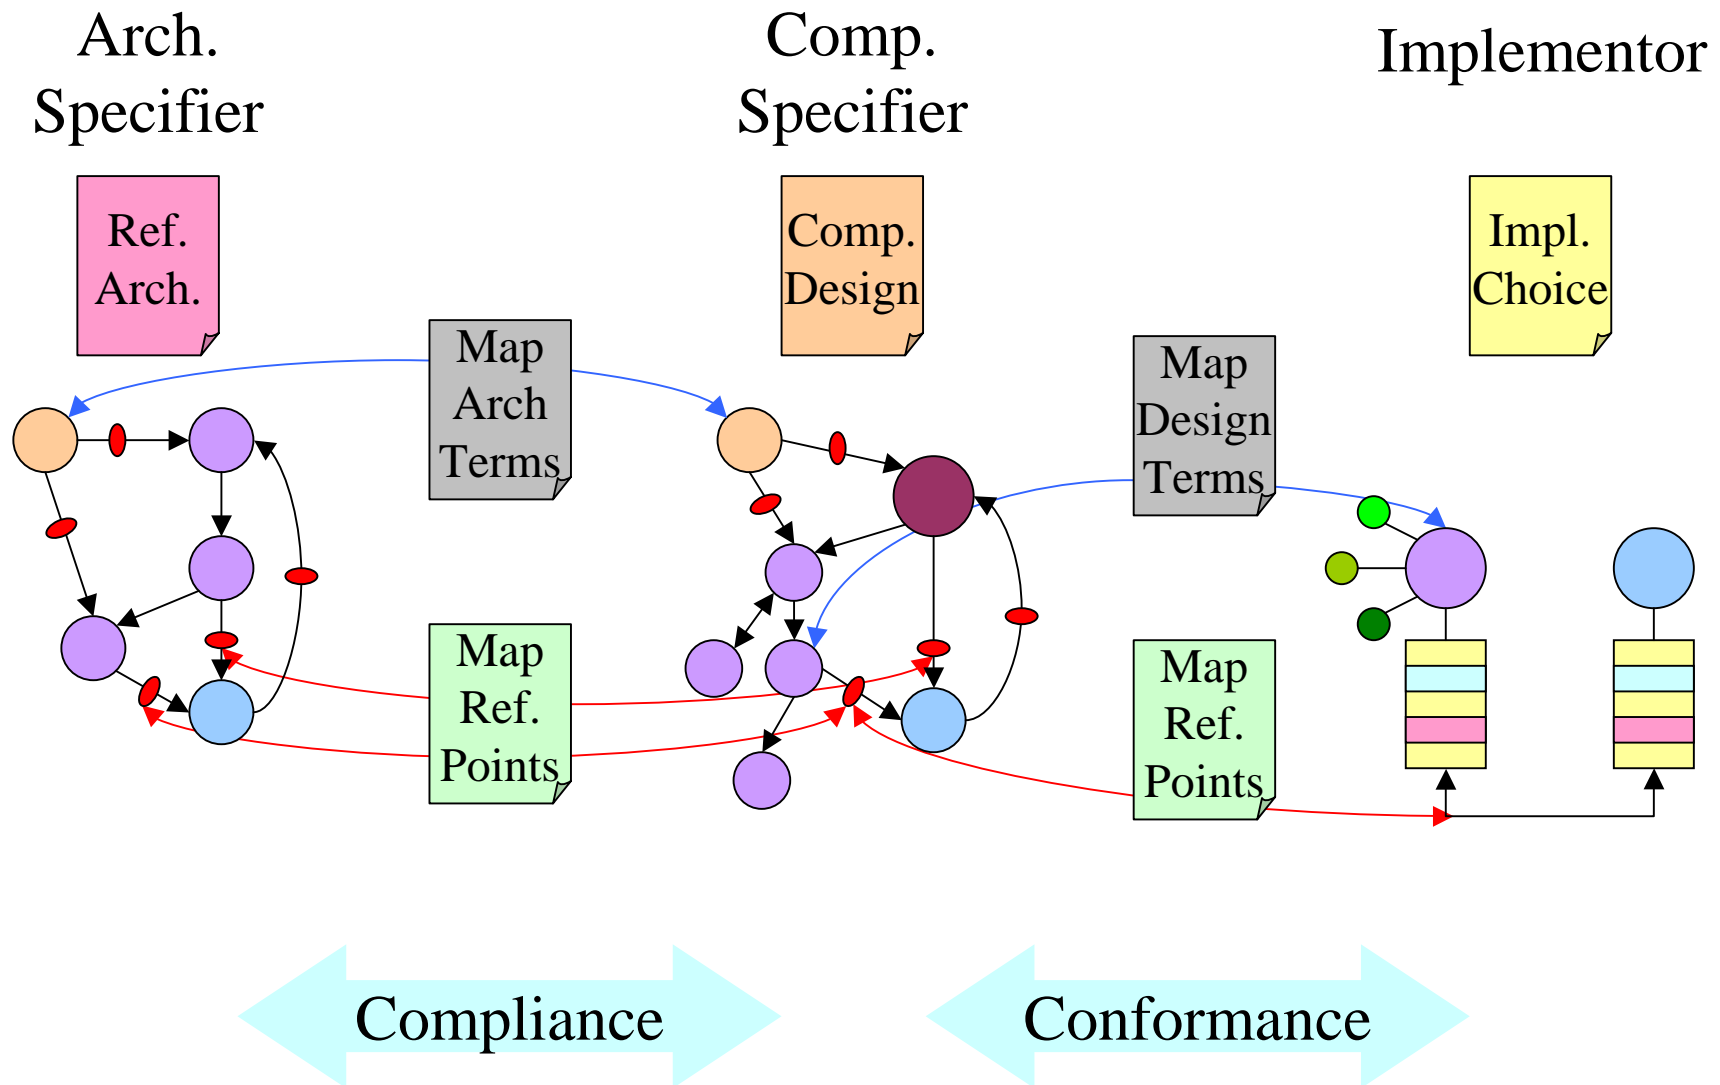 Arch.
Specifier
Comp.
Specifier
Implementor
Ref.
Arch.
Comp.
Design
Impl.
Choice
Map
Arch
Terms
Map
Design
Terms
Map
Ref.
Points
Map
Ref.
Points
Compliance
Conformance